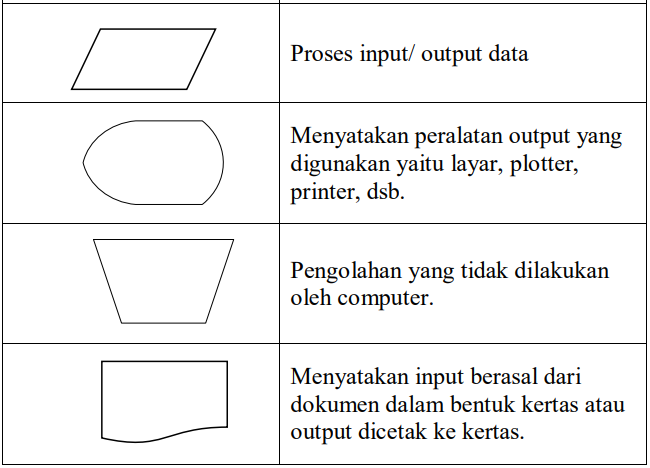 Proses input/ output data
Menyatakan peralatan output yang
digunakan yaitu layar, plotter,
printer, dsb.
Pengolahan yang tidak dilakukan
oleh computer.
Menyatakan input berasal dari
dokumen dalam bentuk kertas atau
output dicetak ke kertas.